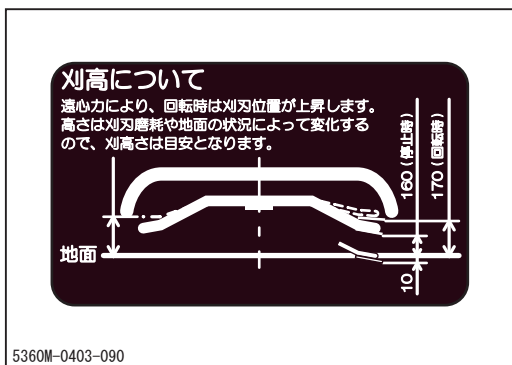 刈高について
遠心力により、回転時は刈刃位置が上昇します。
高さは刈刃磨耗や地面の状況によって変化する
ので、刈高さは目安となります。
160(停止時)
170(回転時)
地面
10
5360M-0403-090